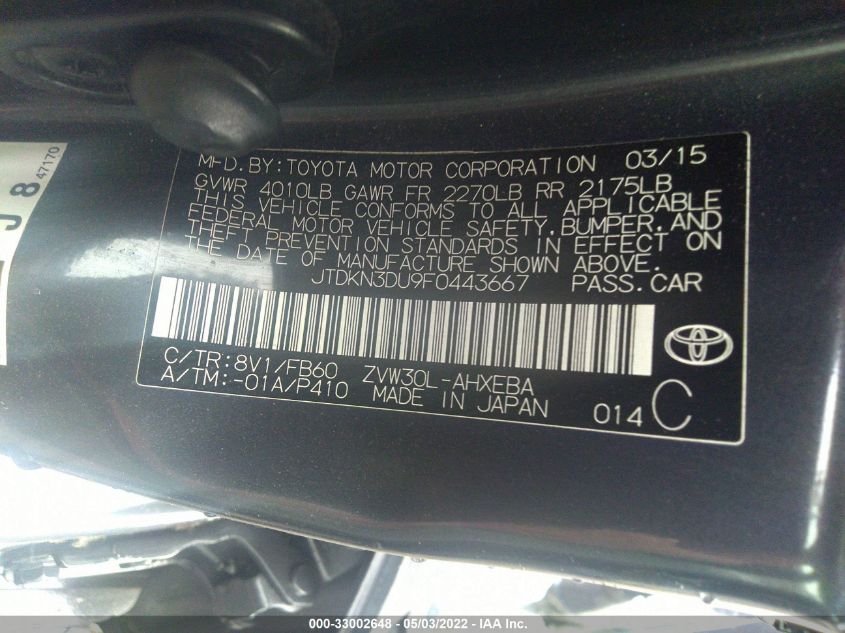 MFD.BY:TOYOTA MOTOR CORPORATION 03/15
GVWR 4010LB GAWR FR 2270LB RR 2175LB
THIS VEHICLE CONFORMS TO ALL APPLICABLE
FEDERAL MOTOR VEHICLE SAFETY,BUMPER,AND
THEFT PREVENTION STANDARDS IN EFFECT ON
THE DATE OF MANUFACTURE SHOWN ABOVE.
JTDKN3DU9F0443667 PASS.CAR
C/TR:8V1/FB60 ZVW30L-AHXEBA
A/TM:-01A/P410 MADE IN JAPAN 014 C
J 8
47170
000-33002648 - 05/03/2022 - IAA Inc.